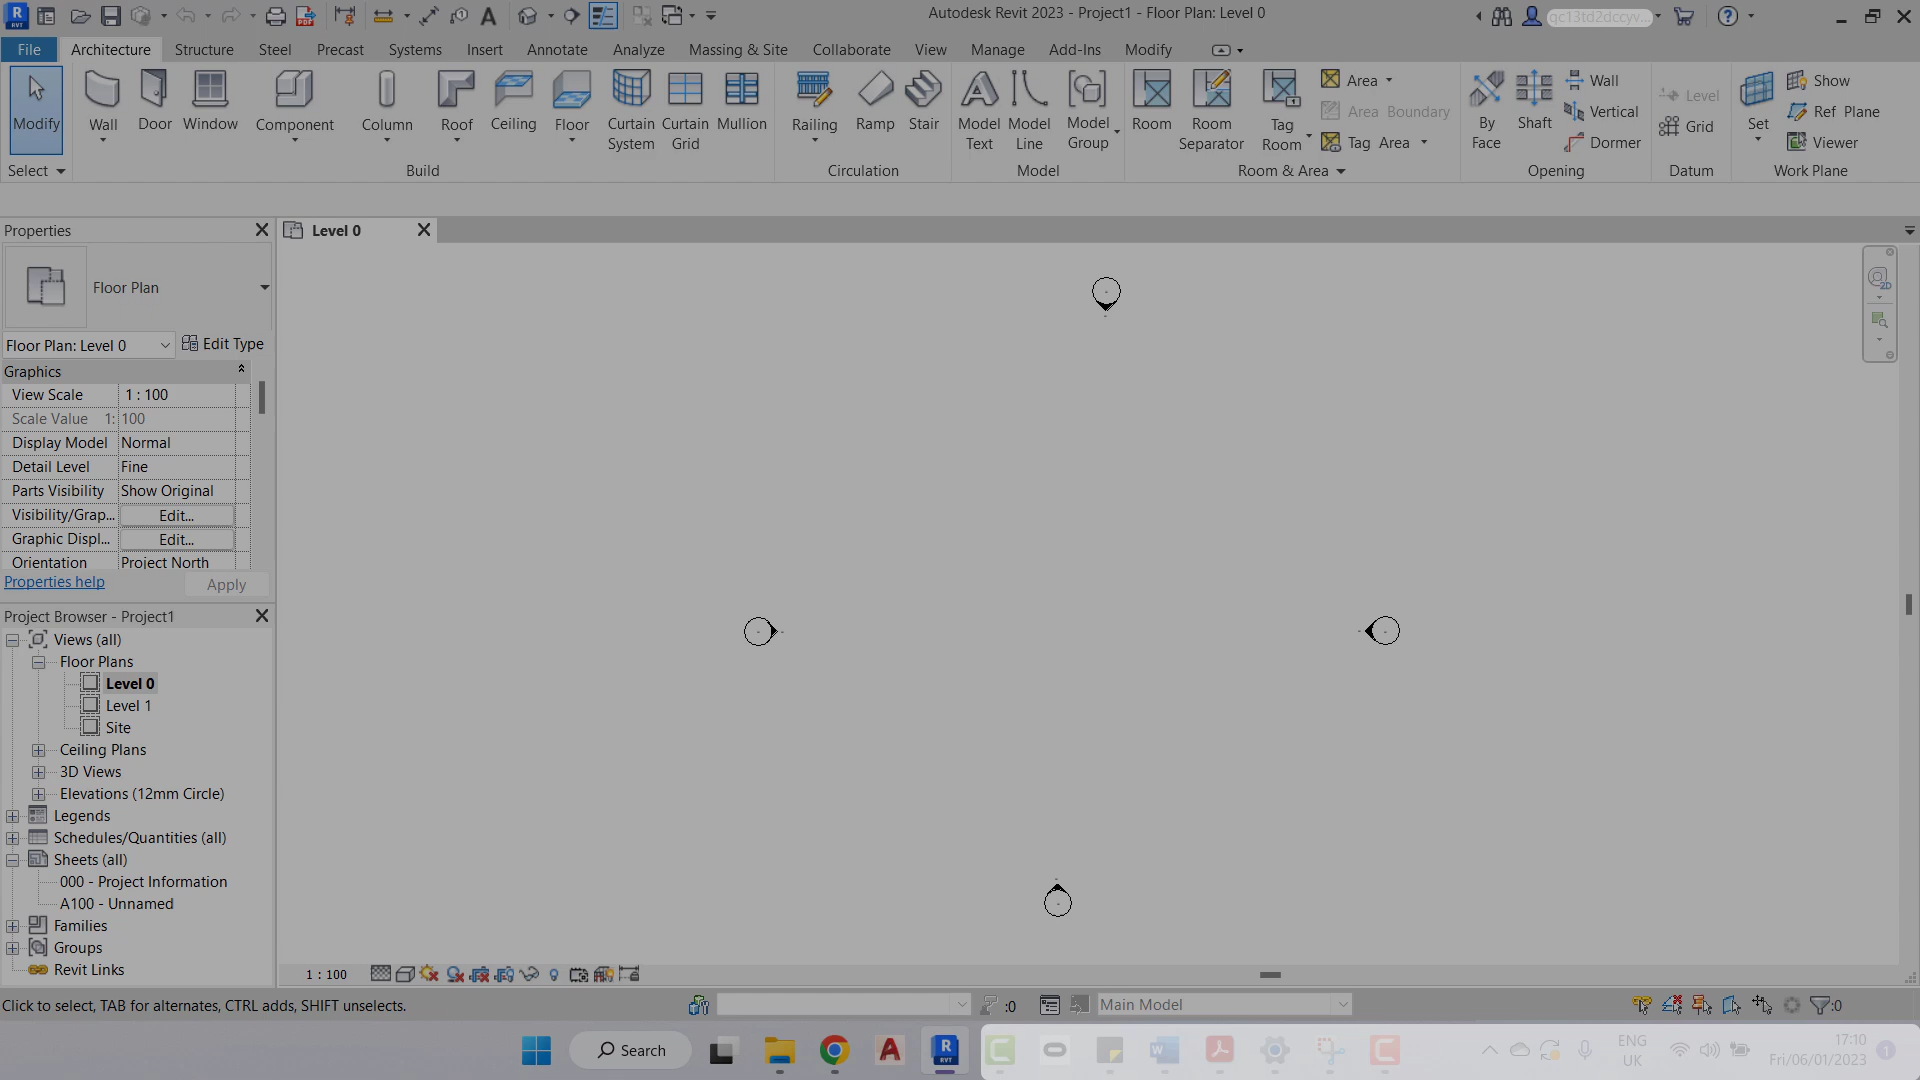 Autodesk Revit 2023 - Project1 - Floor Plan: Level 0
File Architecture Structure Steel Precast Systems Insert Annotate Analyze Massing & Site Collaborate View Manage Add-Ins Modify
Modify
Wall
Door
Window
Component
Column
Roof
Ceiling
Floor
Curtain System
Curtain Grid
Mullion
Railing
Ramp
Stair
Model Text
Model Line
Model Group
Room
Room Separator
Tag Room
Area
Area Boundary
Tag Area
By Face
Shaft
Wall
Vertical
Dormer
Level
Grid
Set
Show
Ref Plane
Viewer
Select Build Circulation Model Room & Area Opening Datum Work Plane
Properties
Level 0
Floor Plan
Floor Plan: Level 0 Edit Type
Graphics
View Scale 1 : 100
Scale Value 1: 100
Display Model Normal
Detail Level Fine
Parts Visibility Show Original
Visibility/Grap... Edit...
Graphic Displ... Edit...
Orientation Project North
Properties help Apply
Project Browser - Project1
Views (all)
Floor Plans
Level 0
Level 1
Site
Ceiling Plans
3D Views
Elevations (12mm Circle)
Legends
Schedules/Quantities (all)
Sheets (all)
000 - Project Information
A100 - Unnamed
Families
Groups
Revit Links
2D
1 : 100
Click to select, TAB for alternates, CTRL adds, SHIFT unselects. :0 Main Model :0
Search
ENG
UK
17:10
Fri/06/01/2023
1